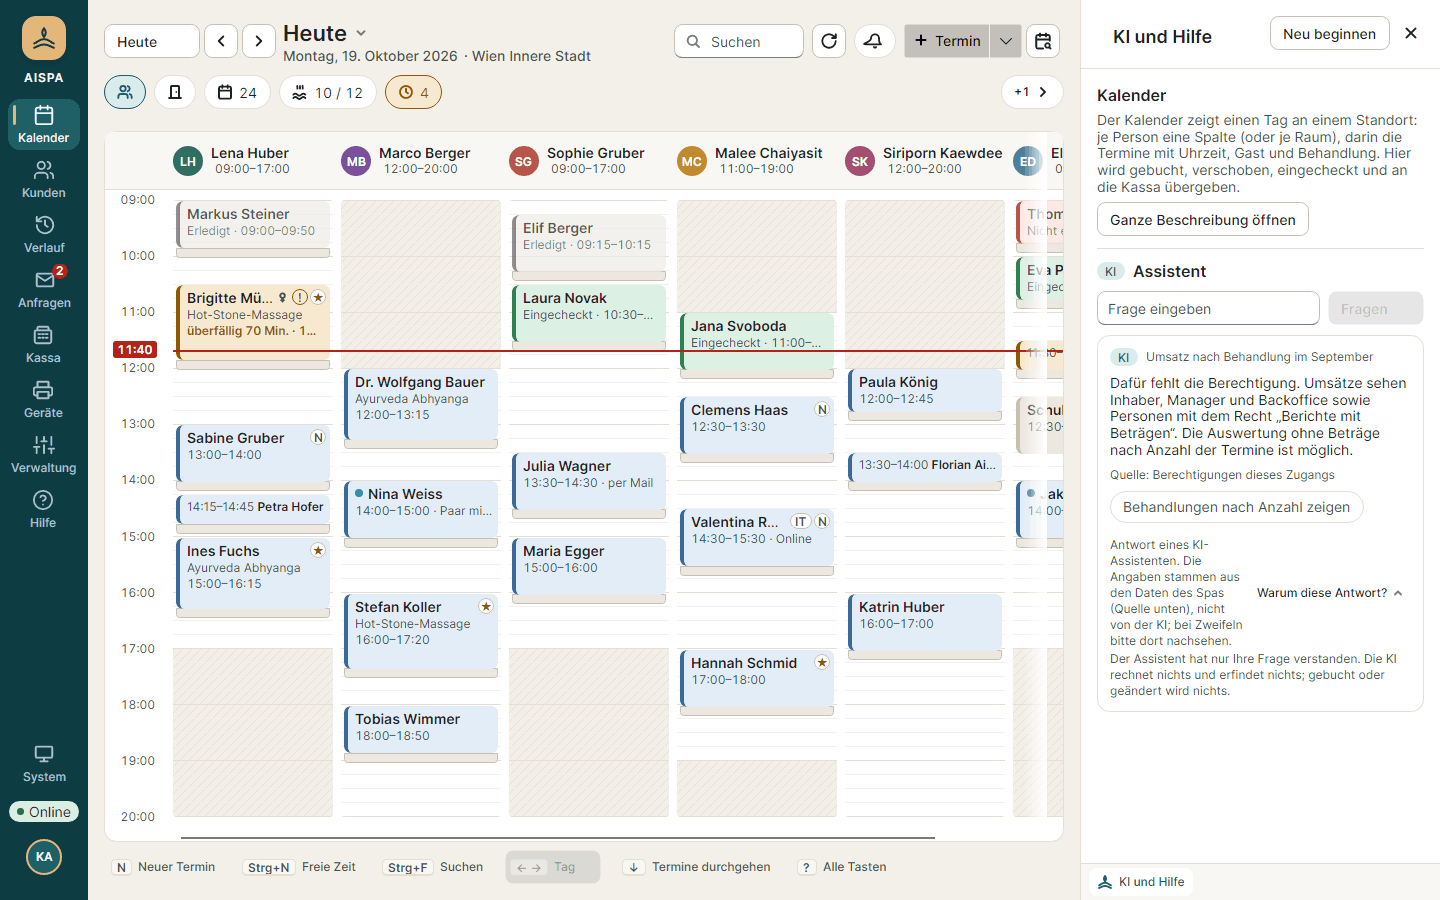 AISPA
Kalender
Kunden
Verlauf
Anfragen
2
Kassa
Geräte
Verwaltung
Hilfe
System
Online
KA
Heute
Heute
Montag, 19. Oktober 2026 · Wien Innere Stadt
Suchen
+ Termin
24
10 / 12
4
+1
LH
Lena Huber
09:00–17:00
MB
Marco Berger
12:00–20:00
SG
Sophie Gruber
09:00–17:00
MC
Malee Chaiyasit
11:00–19:00
SK
Siriporn Kaewdee
12:00–20:00
ED
09:00
10:00
11:00
11:40
12:00
13:00
14:00
15:00
16:00
17:00
18:00
19:00
20:00
Markus Steiner
Erledigt · 09:00–09:50
Brigitte Mü...
Hot-Stone-Massage
überfällig 70 Min. · 1...
Sabine Gruber
N
13:00–14:00
14:15–14:45 Petra Hofer
Ines Fuchs
Ayurveda Abhyanga
15:00–16:15
Dr. Wolfgang Bauer
Ayurveda Abhyanga
12:00–13:15
Nina Weiss
14:00–15:00 · Paar mi...
Stefan Koller
Hot-Stone-Massage
16:00–17:20
Tobias Wimmer
18:00–18:50
Elif Berger
Erledigt · 09:15–10:15
Laura Novak
Eingecheckt · 10:30–...
Julia Wagner
13:30–14:30 · per Mail
Maria Egger
15:00–16:00
Jana Svoboda
Eingecheckt · 11:00–...
Clemens Haas
N
12:30–13:30
Valentina R...
IT
N
14:30–15:30 · Online
Hannah Schmid
17:00–18:00
Paula König
12:00–12:45
13:30–14:00 Florian Ai...
Katrin Huber
16:00–17:00
Eva P
N
Neuer Termin
Strg+N
Freie Zeit
Strg+F
Suchen
← →
Tag
↓
Termine durchgehen
?
Alle Tasten
KI und Hilfe
Neu beginnen
Kalender
Der Kalender zeigt einen Tag an einem Standort:
je Person eine Spalte (oder je Raum), darin die
Termine mit Uhrzeit, Gast und Behandlung. Hier
wird gebucht, verschoben, eingecheckt und an
die Kassa übergeben.
Ganze Beschreibung öffnen
KI
Assistent
Frage eingeben
Fragen
KI
Umsatz nach Behandlung im September
Dafür fehlt die Berechtigung. Umsätze sehen
Inhaber, Manager und Backoffice sowie
Personen mit dem Recht „Berichte mit
Beträgen“. Die Auswertung ohne Beträge
nach Anzahl der Termine ist möglich.
Quelle: Berechtigungen dieses Zugangs
Behandlungen nach Anzahl zeigen
Antwort eines KI-
Assistenten. Die
Angaben stammen aus
den Daten des Spas
(Quelle unten), nicht
von der KI; bei Zweifeln
bitte dort nachsehen.
Warum diese Antwort?
Der Assistent hat nur Ihre Frage verstanden. Die KI
rechnet nichts und erfindet nichts; gebucht oder
geändert wird nichts.
KI und Hilfe